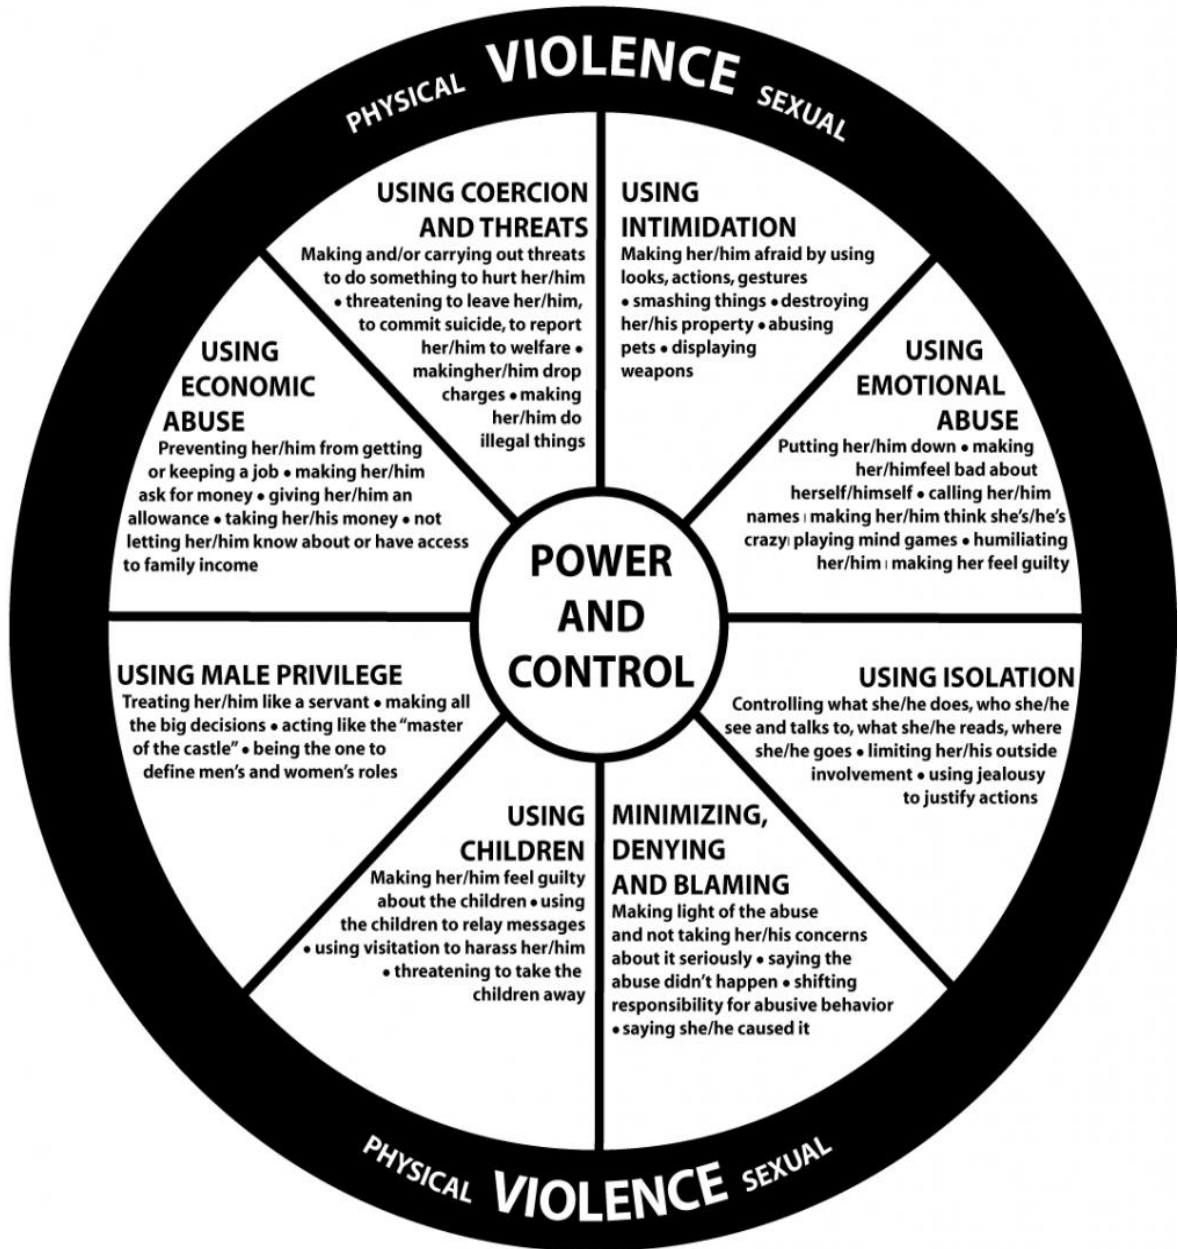 PHYSICAL VIOLENCE SEXUAL
USING COERCION
AND THREATS
Making and/or carrying out threats
to do something to hurt her/him
• threatening to leave her/him,
to commit suicide, to report
her/him to welfare •
makingher/him drop
charges • making
her/him do
illegal things
USING
INTIMIDATION
Making her/him afraid by using
looks, actions, gestures
• smashing things • destroying
her/his property • abusing
pets • displaying
weapons
USING
EMOTIONAL
ABUSE
Putting her/him down • making
her/himfeel bad about
herself/himself • calling her/him
names | making her/him think she's/he's
crazy| playing mind games • humiliating
her/him | making her feel guilty
USING ISOLATION
Controlling what she/he does, who she/he
see and talks to, what she/he reads, where
she/he goes • limiting her/his outside
involvement • using jealousy
to justify actions
MINIMIZING,
DENYING
AND BLAMING
Making light of the abuse
and not taking her/his concerns
about it seriously • saying the
abuse didn't happen • shifting
responsibility for abusive behavior
• saying she/he caused it
USING
CHILDREN
Making her/him feel guilty
about the children • using
the children to relay messages
• using visitation to harass her/him
• threatening to take the
children away
USING MALE PRIVILEGE
Treating her/him like a servant • making all
the big decisions • acting like the “master
of the castle” • being the one to
define men's and women's roles
USING
ECONOMIC
ABUSE
Preventing her/him from getting
or keeping a job • making her/him
ask for money • giving her/him an
allowance • taking her/his money • not
letting her/him know about or have access
to family income
POWER
AND
CONTROL
PHYSICAL VIOLENCE SEXUAL